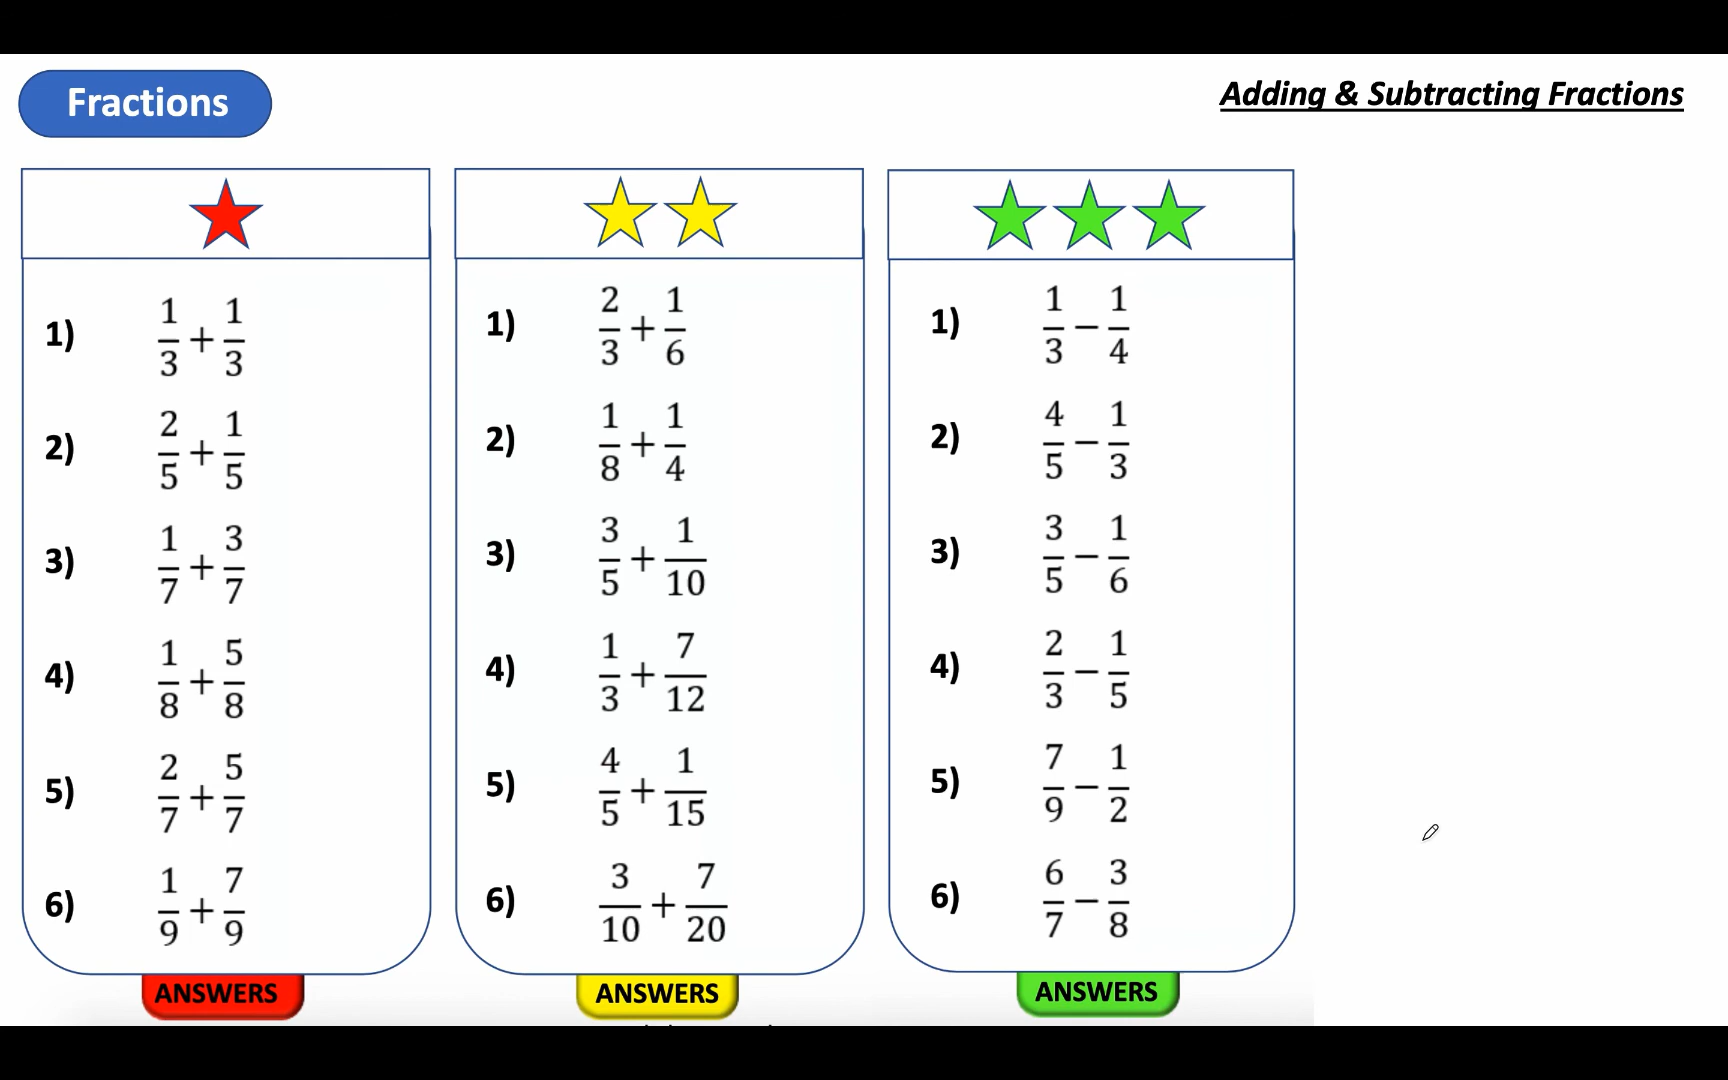 Fractions
Adding & Subtracting Fractions
1) 1/3 + 1/3
2) 2/5 + 1/5
3) 1/7 + 3/7
4) 1/8 + 5/8
5) 2/7 + 5/7
6) 1/9 + 7/9
ANSWERS
1) 2/3 + 1/6
2) 1/8 + 1/4
3) 3/5 + 1/10
4) 1/3 + 7/12
5) 4/5 + 1/15
6) 3/10 + 7/20
ANSWERS
1) 1/3 − 1/4
2) 4/5 − 1/3
3) 3/5 − 1/6
4) 2/3 − 1/5
5) 7/9 − 1/2
6) 6/7 − 3/8
ANSWERS